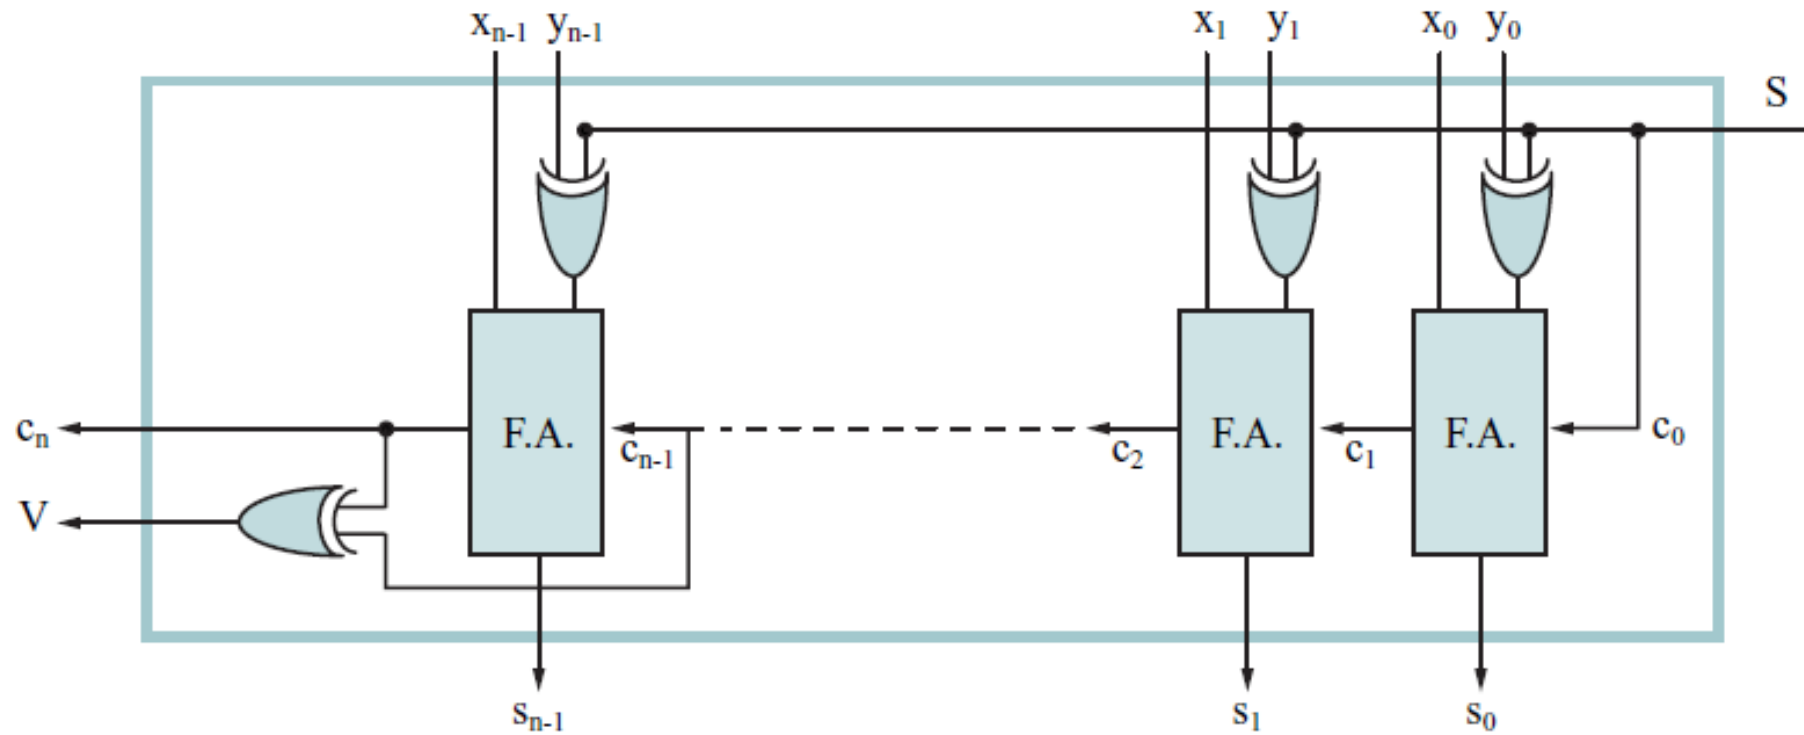 xₙ₋₁ yₙ₋₁ x₁ y₁ x₀ y₀
S
cₙ F.A. cₙ₋₁ c₂ F.A. c₁ F.A. c₀
V
sₙ₋₁ s₁ s₀